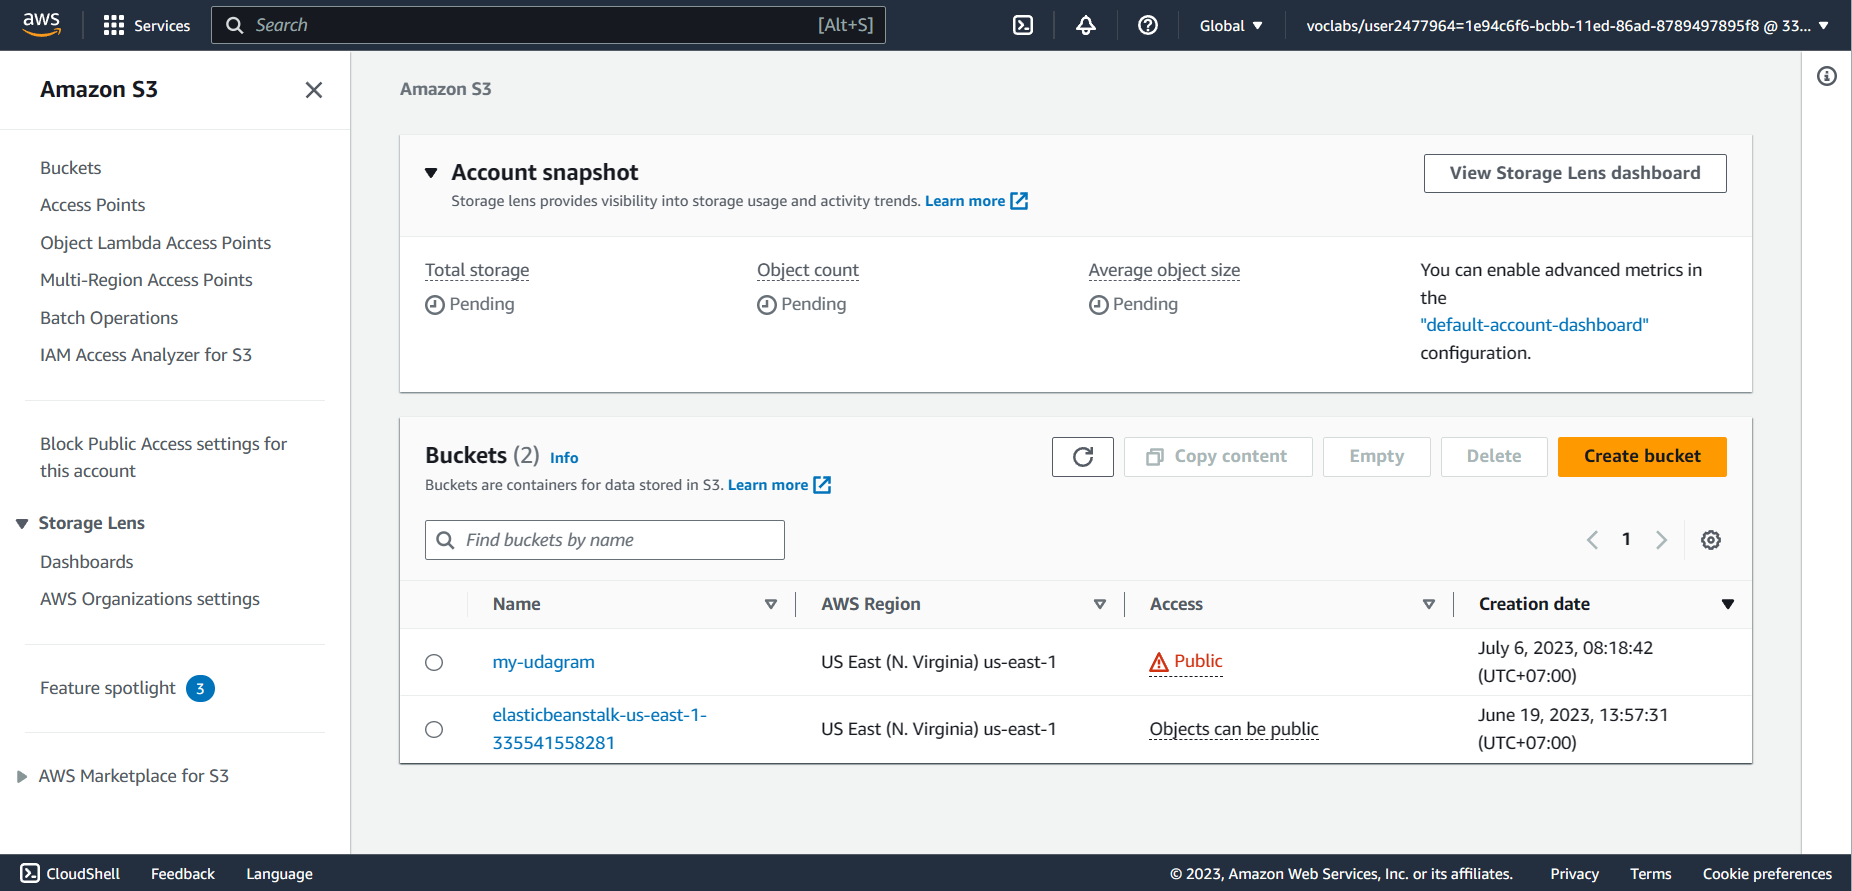 aws
Services
Search
[Alt+S]
Global
voclabs/user2477964=1e94c6f6-bcbb-11ed-86ad-8789497895f8 @ 33...
Amazon S3
Buckets
Access Points
Object Lambda Access Points
Multi-Region Access Points
Batch Operations
IAM Access Analyzer for S3
Block Public Access settings for
this account
Storage Lens
Dashboards
AWS Organizations settings
Feature spotlight 3
AWS Marketplace for S3
Amazon S3
Account snapshot
Storage lens provides visibility into storage usage and activity trends. Learn more
View Storage Lens dashboard
Total storage
Pending
Object count
Pending
Average object size
Pending
You can enable advanced metrics in
the
"default-account-dashboard"
configuration.
Buckets (2) Info
Buckets are containers for data stored in S3. Learn more
Copy content
Empty
Delete
Create bucket
Find buckets by name
1
Name
AWS Region
Access
Creation date
my-udagram
US East (N. Virginia) us-east-1
Public
July 6, 2023, 08:18:42
(UTC+07:00)
elasticbeanstalk-us-east-1-
335541558281
US East (N. Virginia) us-east-1
Objects can be public
June 19, 2023, 13:57:31
(UTC+07:00)
CloudShell
Feedback
Language
© 2023, Amazon Web Services, Inc. or its affiliates.
Privacy
Terms
Cookie preferences